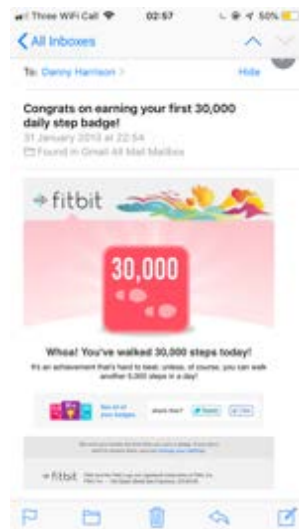 Three WiFi Call 02:57 50%
All Inboxes
To: Danny Harrison Hide
Congrats on earning your first 30,000
daily step badge!
31 January 2013 at 22:54
Found in Gmail All Mail Mailbox
fitbit
30,000
Whoa! You've walked 30,000 steps today!
It's an achievement that's hard to beat, unless, of course, you can walk
another 5,000 steps in a day!
See all of
your badges
share this? Tweet Like
fitbit